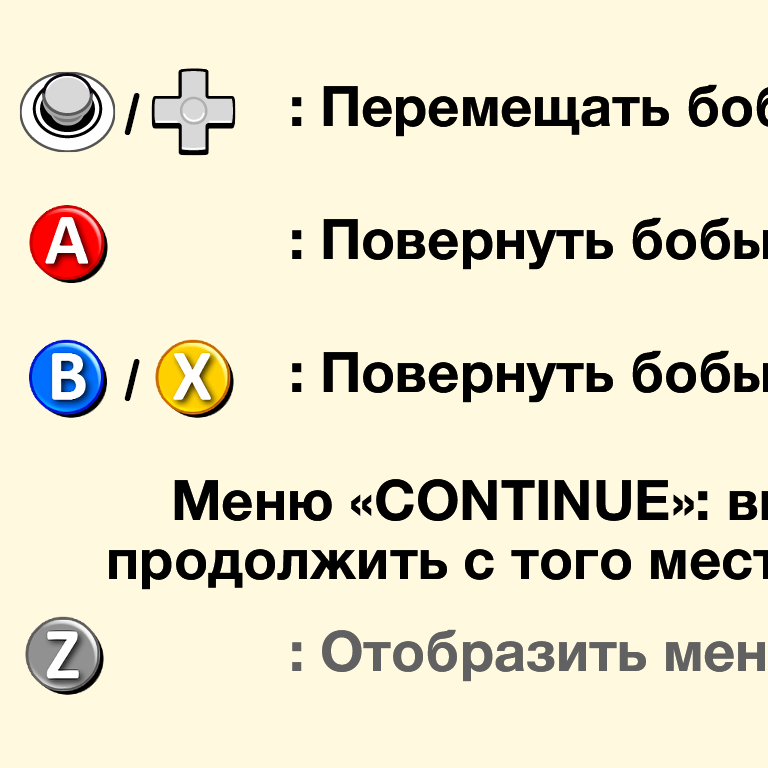 / : Перемещать боб
A : Повернуть бобы
B / X : Повернуть бобы
Меню «CONTINUE»:
продолжить с того мест
Z : Отобразить мен